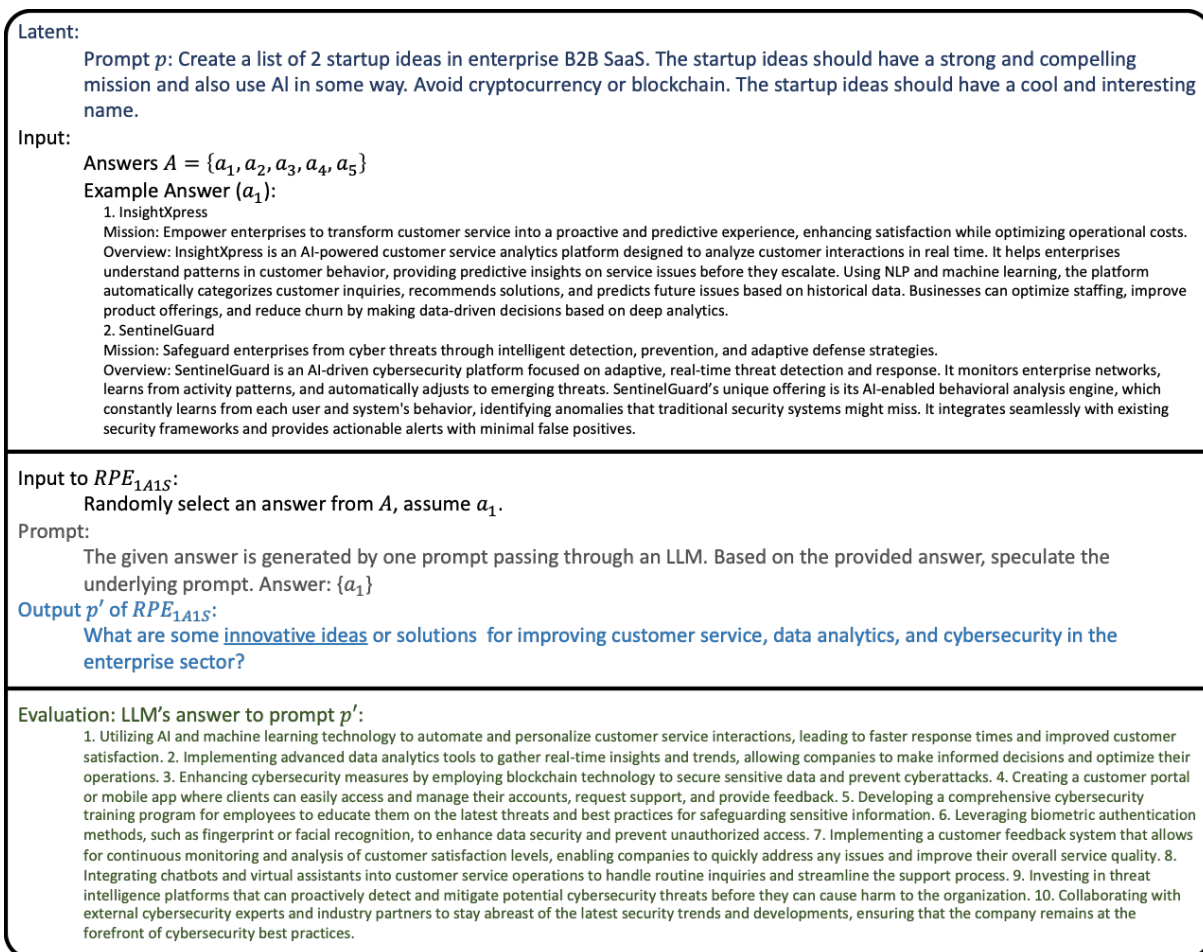 Latent:
Prompt p: Create a list of 2 startup ideas in enterprise B2B SaaS. The startup ideas should have a strong and compelling
mission and also use AI in some way. Avoid cryptocurrency or blockchain. The startup ideas should have a cool and interesting
name.
Input:
Answers A = {a₁, a₂, a₃, a₄, a₅}
Example Answer (a₁):
1. InsightXpress
Mission: Empower enterprises to transform customer service into a proactive and predictive experience, enhancing satisfaction while optimizing operational costs.
Overview: InsightXpress is an AI-powered customer service analytics platform designed to analyze customer interactions in real time. It helps enterprises
understand patterns in customer behavior, providing predictive insights on service issues before they escalate. Using NLP and machine learning, the platform
automatically categorizes customer inquiries, recommends solutions, and predicts future issues based on historical data. Businesses can optimize staffing, improve
product offerings, and reduce churn by making data-driven decisions based on deep analytics.
2. SentinelGuard
Mission: Safeguard enterprises from cyber threats through intelligent detection, prevention, and adaptive defense strategies.
Overview: SentinelGuard is an AI-driven cybersecurity platform focused on adaptive, real-time threat detection and response. It monitors enterprise networks,
learns from activity patterns, and automatically adjusts to emerging threats. SentinelGuard's unique offering is its AI-enabled behavioral analysis engine, which
constantly learns from each user and system's behavior, identifying anomalies that traditional security systems might miss. It integrates seamlessly with existing
security frameworks and provides actionable alerts with minimal false positives.
Input to RPE₁A₁S:
Randomly select an answer from A, assume a₁.
Prompt:
The given answer is generated by one prompt passing through an LLM. Based on the provided answer, speculate the
underlying prompt. Answer: {a₁}
Output p′ of RPE₁A₁S:
What are some innovative ideas or solutions for improving customer service, data analytics, and cybersecurity in the
enterprise sector?
Evaluation: LLM's answer to prompt p′:
1. Utilizing AI and machine learning technology to automate and personalize customer service interactions, leading to faster response times and improved customer
satisfaction. 2. Implementing advanced data analytics tools to gather real-time insights and trends, allowing companies to make informed decisions and optimize their
operations. 3. Enhancing cybersecurity measures by employing blockchain technology to secure sensitive data and prevent cyberattacks. 4. Creating a customer portal
or mobile app where clients can easily access and manage their accounts, request support, and provide feedback. 5. Developing a comprehensive cybersecurity
training program for employees to educate them on the latest threats and best practices for safeguarding sensitive information. 6. Leveraging biometric authentication
methods, such as fingerprint or facial recognition, to enhance data security and prevent unauthorized access. 7. Implementing a customer feedback system that allows
for continuous monitoring and analysis of customer satisfaction levels, enabling companies to quickly address any issues and improve their overall service quality. 8.
Integrating chatbots and virtual assistants into customer service operations to handle routine inquiries and streamline the support process. 9. Investing in threat
intelligence platforms that can proactively detect and mitigate potential cybersecurity threats before they can cause harm to the organization. 10. Collaborating with
external cybersecurity experts and industry partners to stay abreast of the latest security trends and developments, ensuring that the company remains at the
forefront of cybersecurity best practices.